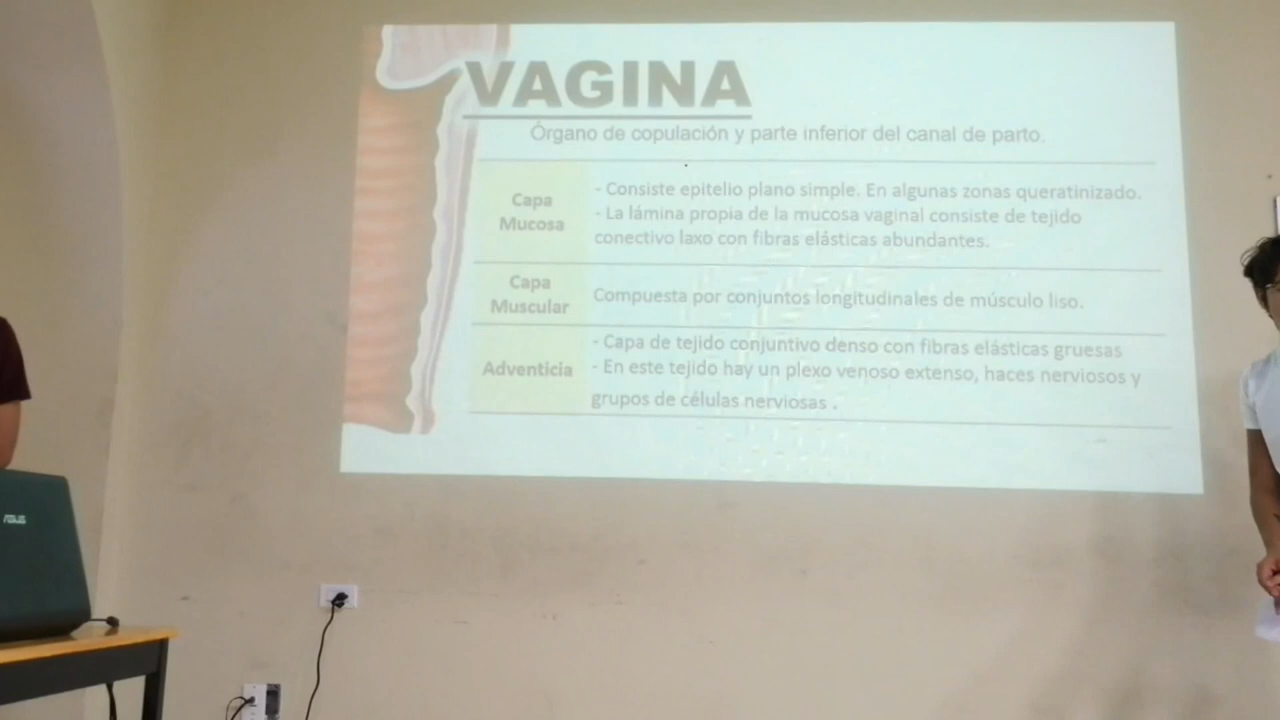 VAGINA
Órgano de copulación y parte inferior del canal de parto.
Capa
Mucosa
- Consiste epitelio plano simple. En algunas zonas queratinizado.
- La lámina propia de la mucosa vaginal consiste de tejido
conectivo laxo con fibras elásticas abundantes.
Capa
Muscular
Compuesta por conjuntos longitudinales de músculo liso.
Adventicia
- Capa de tejido conjuntivo denso con fibras elásticas gruesas
- En este tejido hay un plexo venoso extenso, haces nerviosos y
grupos de células nerviosas .
ASUS